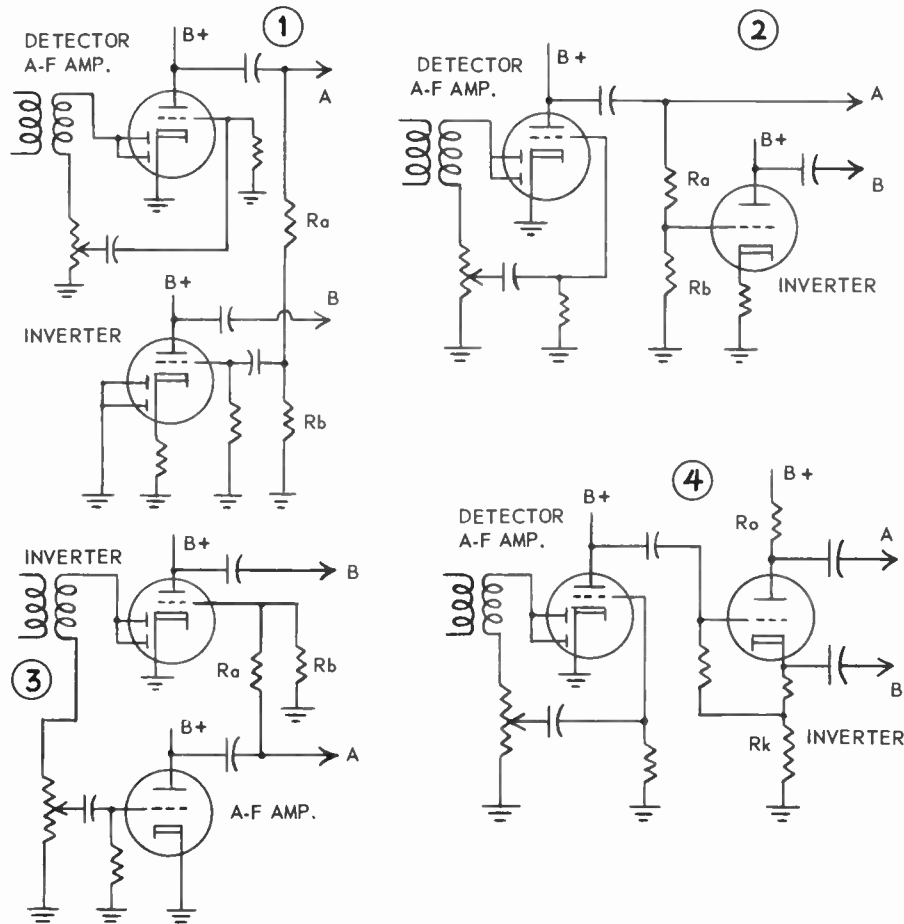 1
DETECTOR
A-F AMP.
B+
A
Ra
B+
B
INVERTER
Rb
2
DETECTOR
A-F AMP.
B+
A
B+
B
Ra
Rb
INVERTER
INVERTER
B+
B
Ra
Rb
3
B+
A
A-F AMP.
4
DETECTOR
A-F AMP.
B+
B+
Ro
A
B
Rk
INVERTER